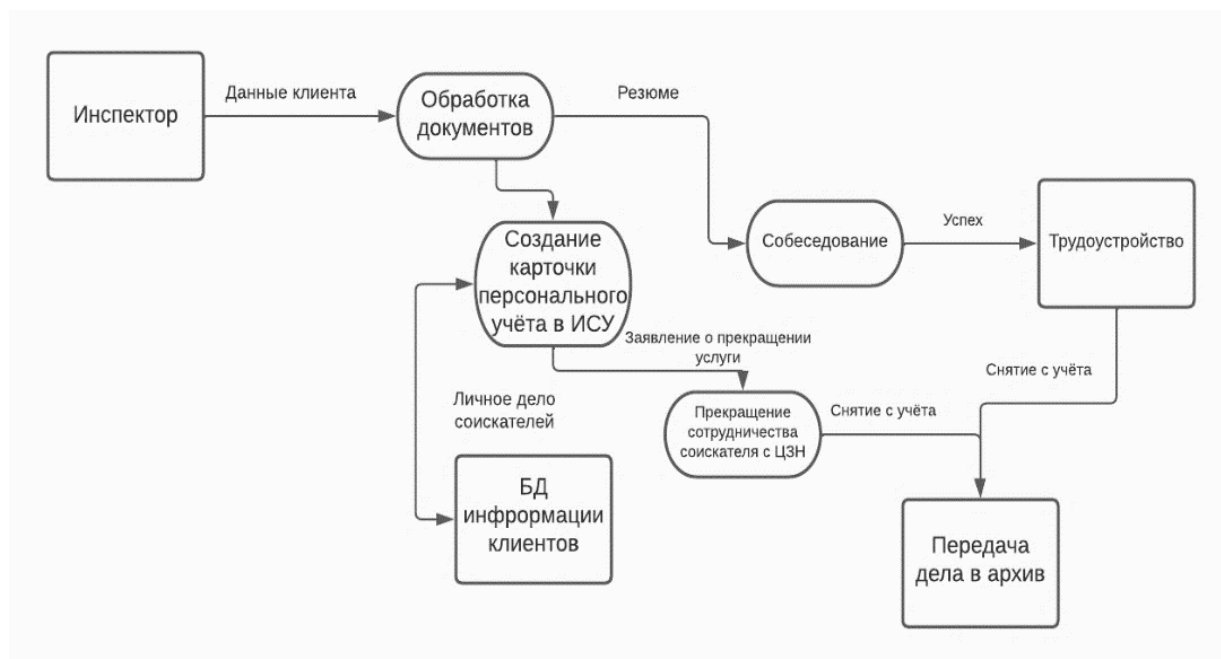 Инспектор
Данные клиента
Обработка
документов
Резюме
Создание
карточки
персонального
учёта в ИСУ
Собеседование
Успех
Трудоустройство
Заявление о прекращении
услуги
Снятие с учёта
Личное дело
соискателей
Прекращение
сотрудничества
соискателя с ЦЗН
Снятие с учёта
БД
инфрормации
клиентов
Передача
дела в архив